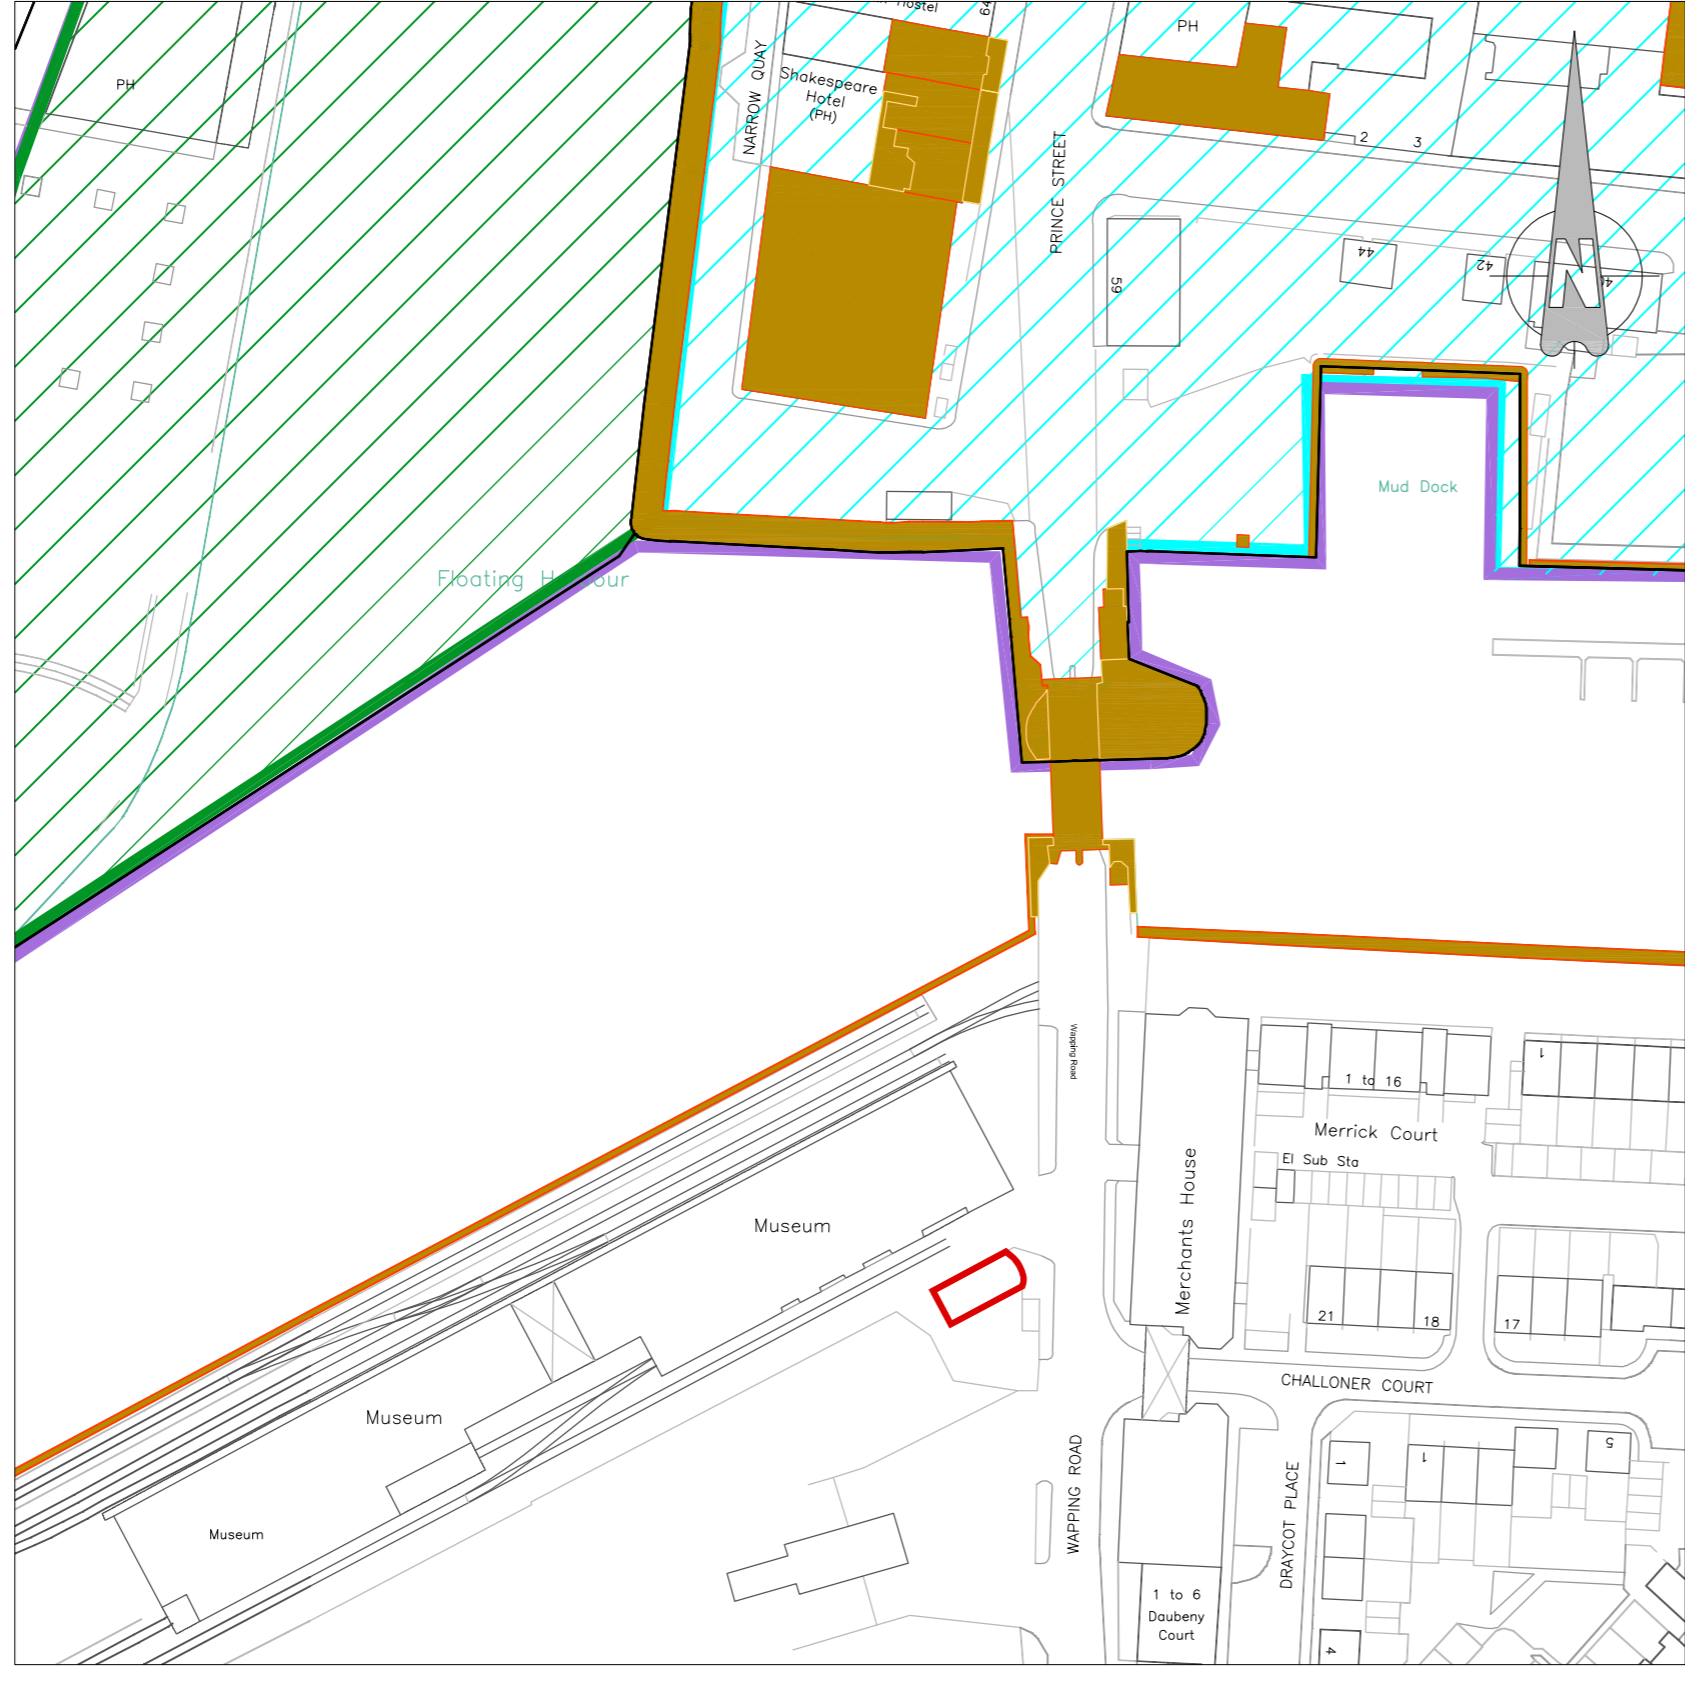 Hostel
64
PH
PH
NARROW QUAY
Shakespeare
Hotel
(PH)
2
3
PRINCE STREET
59
44
42
N
Mud Dock
Floating H our
Wapping Road
1 to 16
1
Merrick Court
El Sub Sta
Merchants House
Museum
21
18
17
CHALLONER COURT
Museum
WAPPING ROAD
DRAYCOT PLACE
1
1
5
Museum
1 to 6
Daubeny
Court
4